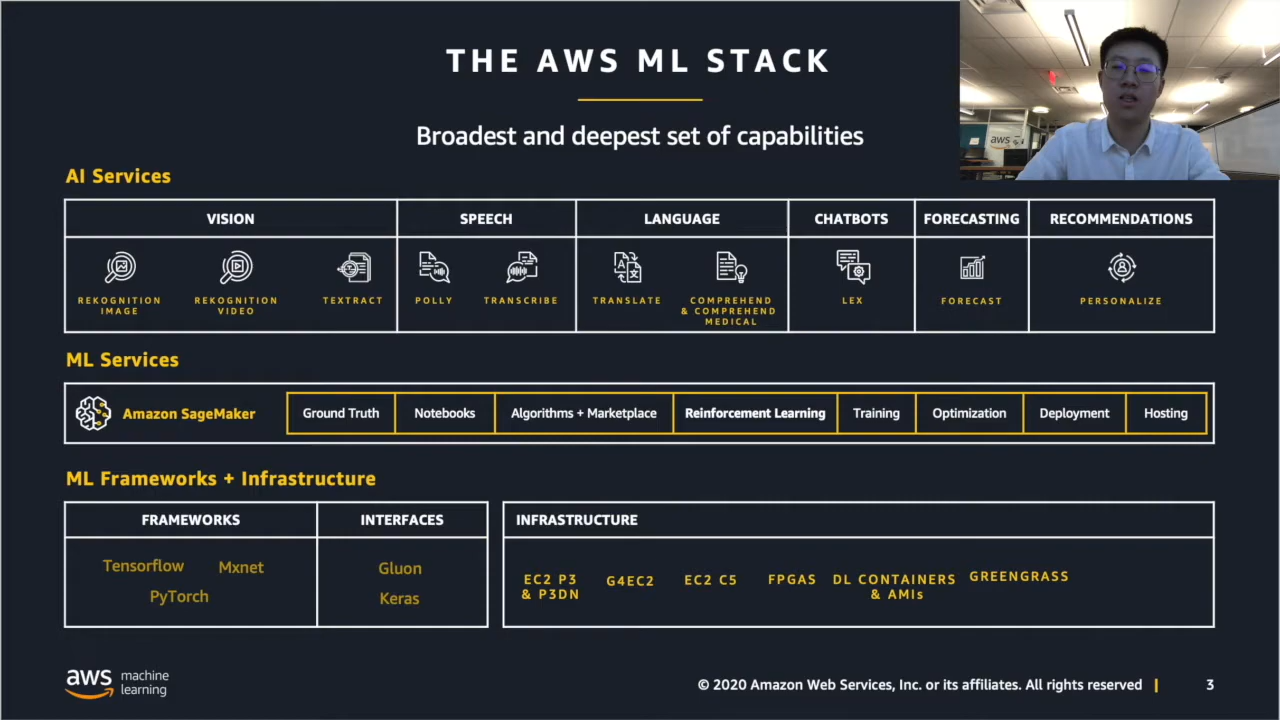 THE AWS ML STACK
Broadest and deepest set of capabilities
aws
AI Services
VISION
SPEECH
LANGUAGE
CHATBOTS
FORECASTING
RECOMMENDATIONS
REKOGNITION
IMAGE
REKOGNITION
VIDEO
TEXTRACT
POLLY
TRANSCRIBE
TRANSLATE
COMPREHEND
& COMPREHEND
MEDICAL
LEX
FORECAST
PERSONALIZE
ML Services
Amazon SageMaker
Ground Truth
Notebooks
Algorithms + Marketplace
Reinforcement Learning
Training
Optimization
Deployment
Hosting
ML Frameworks + Infrastructure
FRAMEWORKS
INTERFACES
INFRASTRUCTURE
Tensorflow
Mxnet
PyTorch
Gluon
Keras
EC2 P3
& P3DN
G4EC2
EC2 C5
FPGAS
DL CONTAINERS
& AMIs
GREENGRASS
aws
machine
learning
© 2020 Amazon Web Services, Inc. or its affiliates. All rights reserved |
3